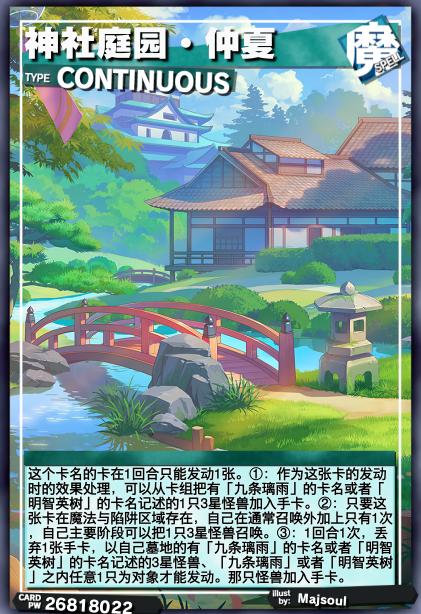 神社庭园・仲夏
魔
SPELL
TYPE CONTINUOUS
这个卡名的卡在1回合只能发动1张。①：作为这张卡的发动
时的效果处理，可以从卡组把有「九条璃雨」的卡名或者「
明智英树」的卡名记述的1只3星怪兽加入手卡。②：只要这
张卡在魔法与陷阱区域存在，自己在通常召唤外加上只有1次
，自己主要阶段可以把1只3星怪兽召唤。③：1回合1次，丢
弃1张手卡，以自己墓地的有「九条璃雨」的卡名或者「明智
英树」的卡名记述的3星怪兽、「九条璃雨」「明智英树
」之内任意1只为对象才能发动。那只怪兽加入手卡。
CARD
PW 26818022
illust
by: Majsoul